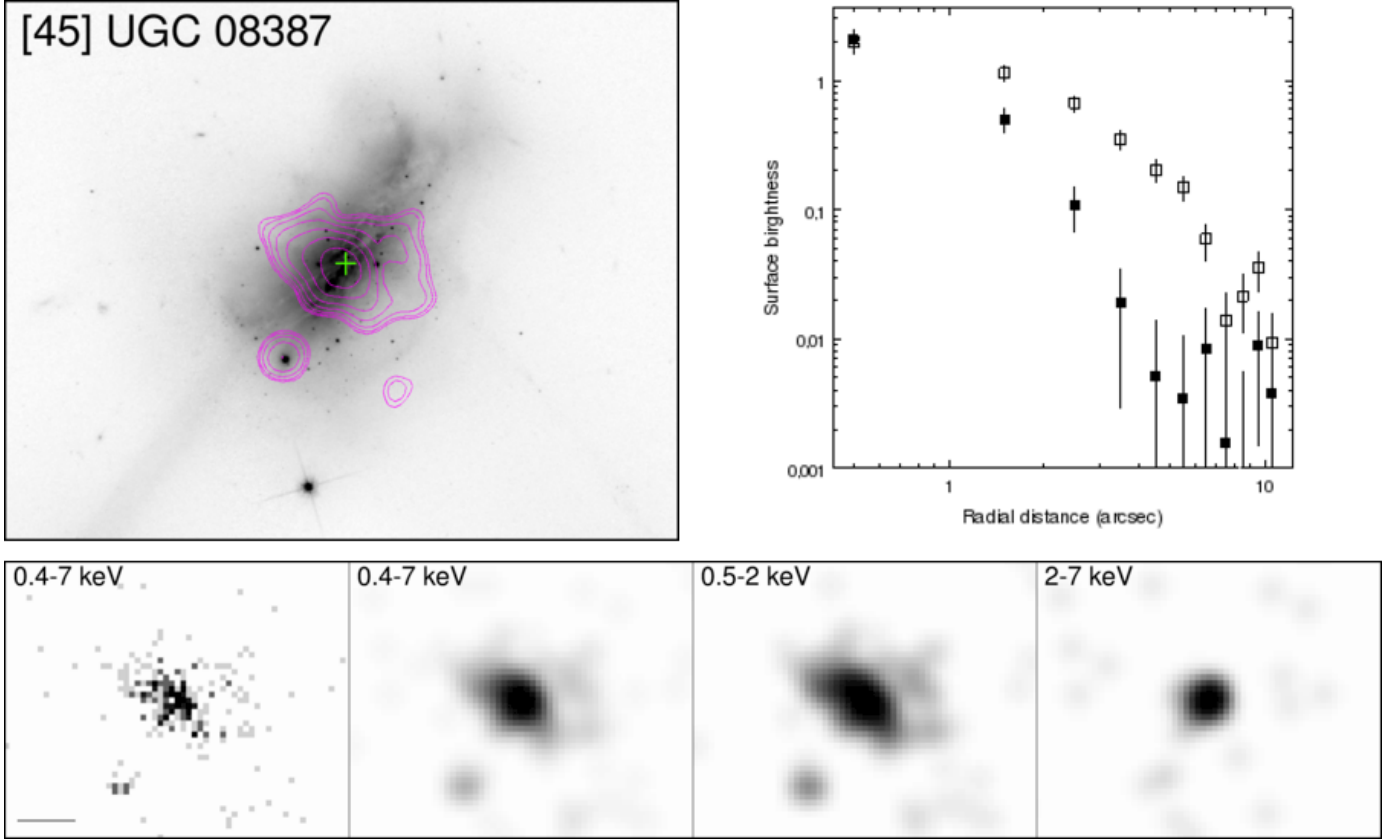 [45] UGC 08387
1
0,1
0,01
0,001
Surface birghtness
1
10
Radial distance (arcsec)
0.4-7 keV
0.4-7 keV
0.5-2 keV
2-7 keV